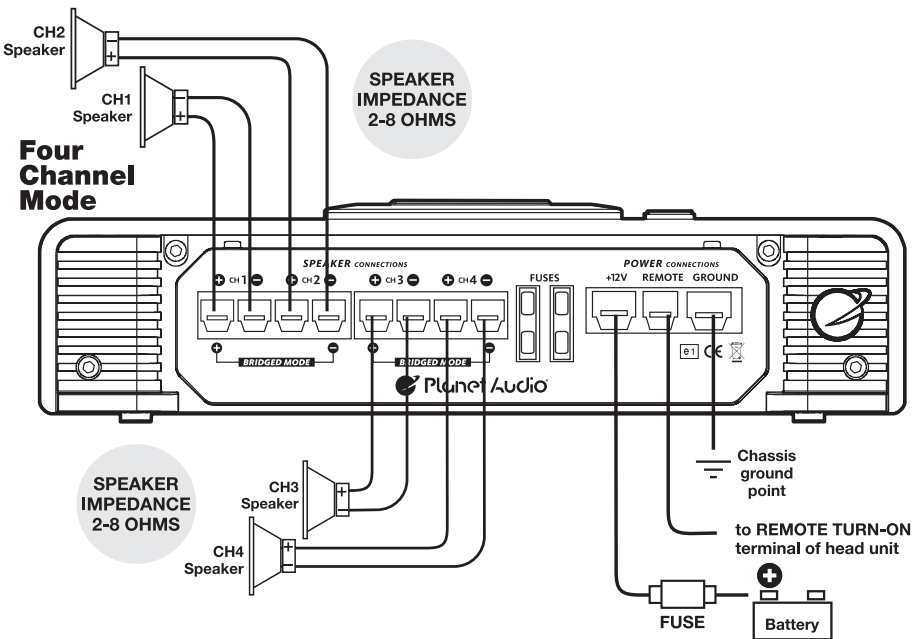 CH2
Speaker
CH1
Speaker
SPEAKER
IMPEDANCE
2-8 OHMS
Four
Channel
Mode
SPEAKER CONNECTIONS
+ CH 1 − + CH 2 − + CH 3 − + CH 4 −
FUSES
POWER CONNECTIONS
+12V REMOTE GROUND
+ BRIDGED MODE −
+ BRIDGED MODE −
e1 CE
Planet Audio
SPEAKER
IMPEDANCE
2-8 OHMS
CH3
Speaker
CH4
Speaker
Chassis
ground
point
to REMOTE TURN-ON
terminal of head unit
FUSE
+
Battery